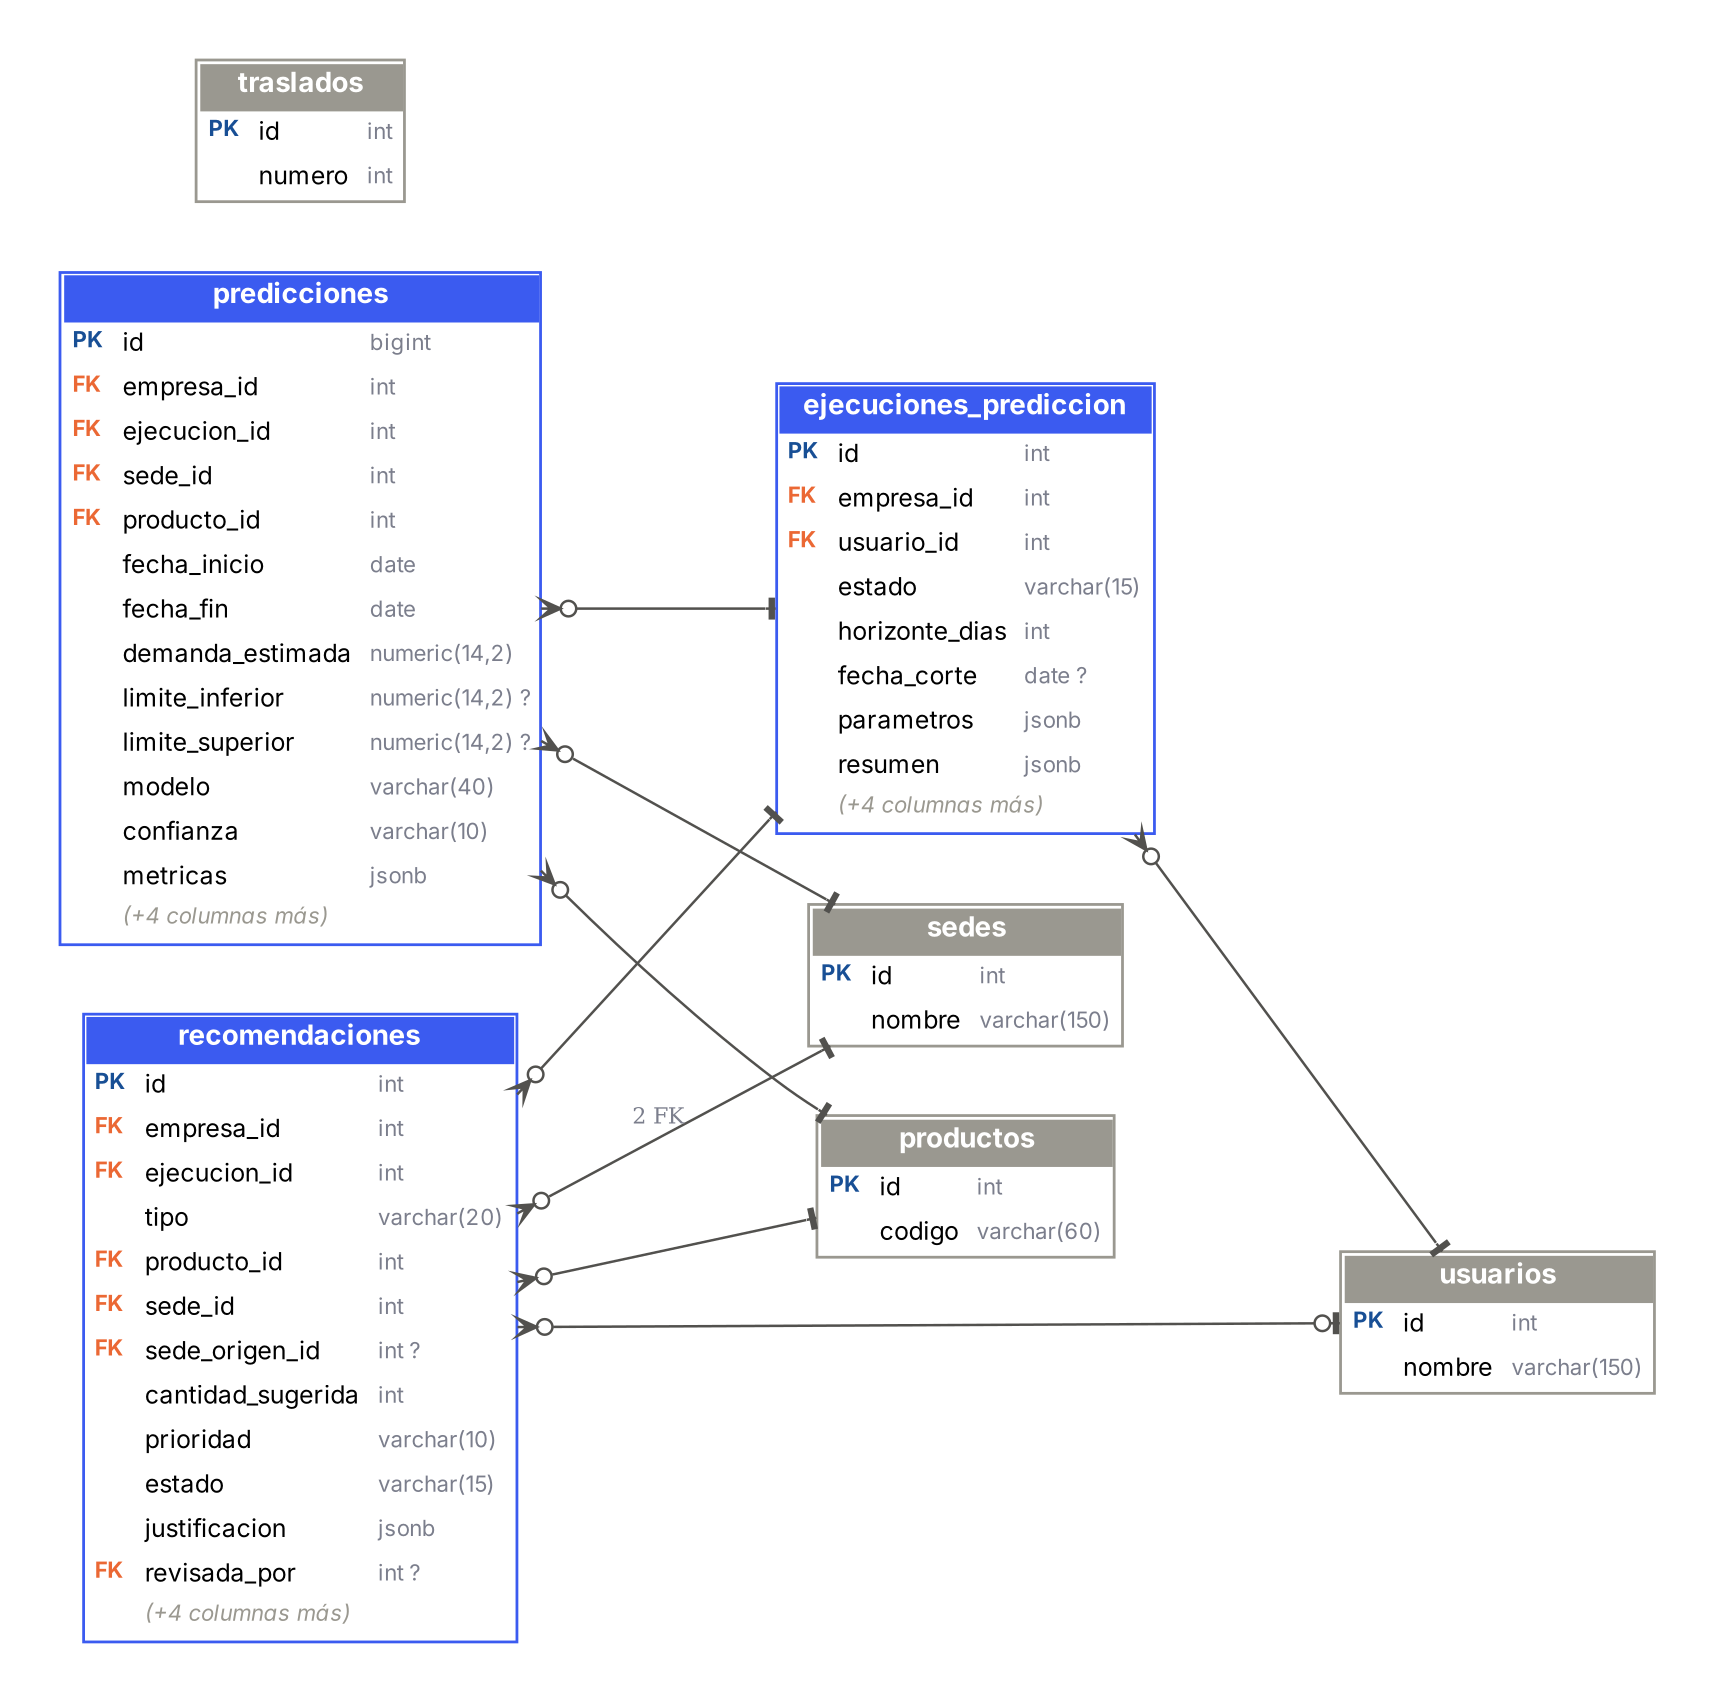 traslados
PK id int
numero int
predicciones
PK id bigint
FK empresa_id int
FK ejecucion_id int
FK sede_id int
FK producto_id int
fecha_inicio date
fecha_fin date
demanda_estimada numeric(14,2)
limite_inferior numeric(14,2) ?
limite_superior numeric(14,2) ?
modelo varchar(40)
confianza varchar(10)
metricas jsonb
(+4 columnas más)
ejecuciones_prediccion
PK id int
FK empresa_id int
FK usuario_id int
estado varchar(15)
horizonte_dias int
fecha_corte date ?
parametros jsonb
resumen jsonb
(+4 columnas más)
sedes
PK id int
nombre varchar(150)
2 FK
recomendaciones
PK id int
FK empresa_id int
FK ejecucion_id int
tipo varchar(20)
FK producto_id int
FK sede_id int
FK sede_origen_id int ?
cantidad_sugerida int
prioridad varchar(10)
estado varchar(15)
justificacion jsonb
FK revisada_por int ?
(+4 columnas más)
productos
PK id int
codigo varchar(60)
usuarios
PK id int
nombre varchar(150)